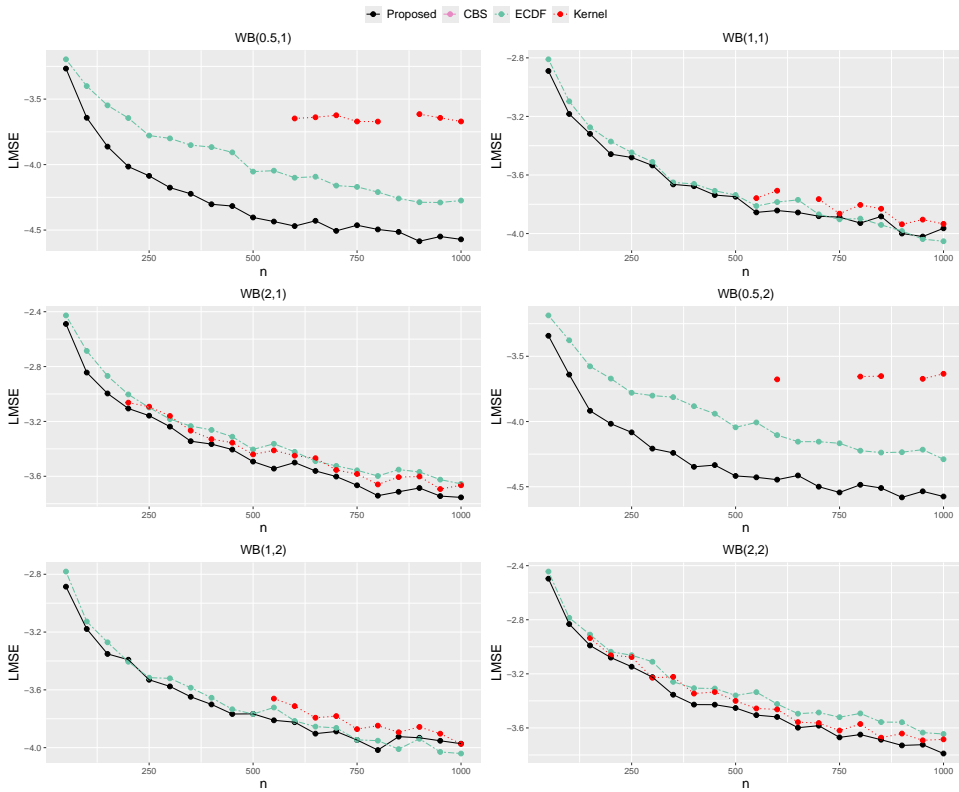 Proposed CBS ECDF Kernel
WB(0.5,1)
WB(1,1)
LMSE
−3.5
−4.0
−4.5
250 500 750 1000
n
LMSE
−2.8
−3.2
−3.6
−4.0
250 500 750 1000
n
WB(2,1)
WB(0.5,2)
LMSE
−2.4
−2.8
−3.2
−3.6
250 500 750 1000
n
LMSE
−3.5
−4.0
−4.5
250 500 750 1000
n
WB(1,2)
WB(2,2)
LMSE
−2.8
−3.2
−3.6
−4.0
250 500 750 1000
n
LMSE
−2.4
−2.8
−3.2
−3.6
250 500 750 1000
n